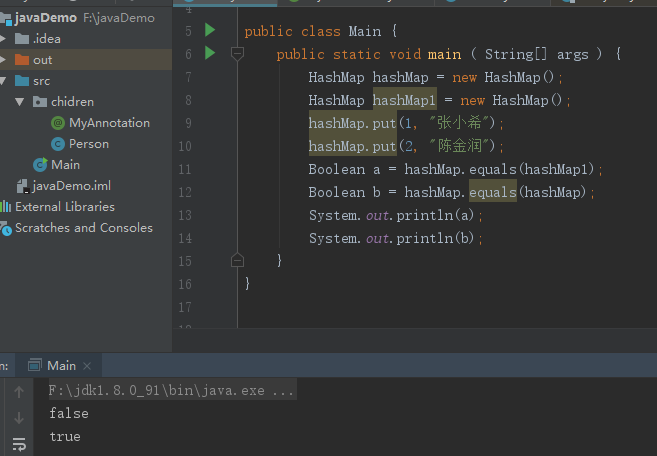 javaDemo F:\javaDemo
.idea
out
src
chidren
MyAnnotation
Person
Main
javaDemo.iml
External Libraries
Scratches and Consoles
4
5 public class Main {
6 public static void main ( String[] args ) {
7 HashMap hashMap = new HashMap();
8 HashMap hashMap1 = new HashMap();
9 hashMap.put(1, "张小希");
10 hashMap.put(2, "陈金润");
11 Boolean a = hashMap.equals(hashMap1);
12 Boolean b = hashMap.equals(hashMap);
13 System.out.println(a);
14 System.out.println(b);
15 }
16 }
17
n: Main ×
F:\jdk1.8.0_91\bin\java.exe ...
false
true